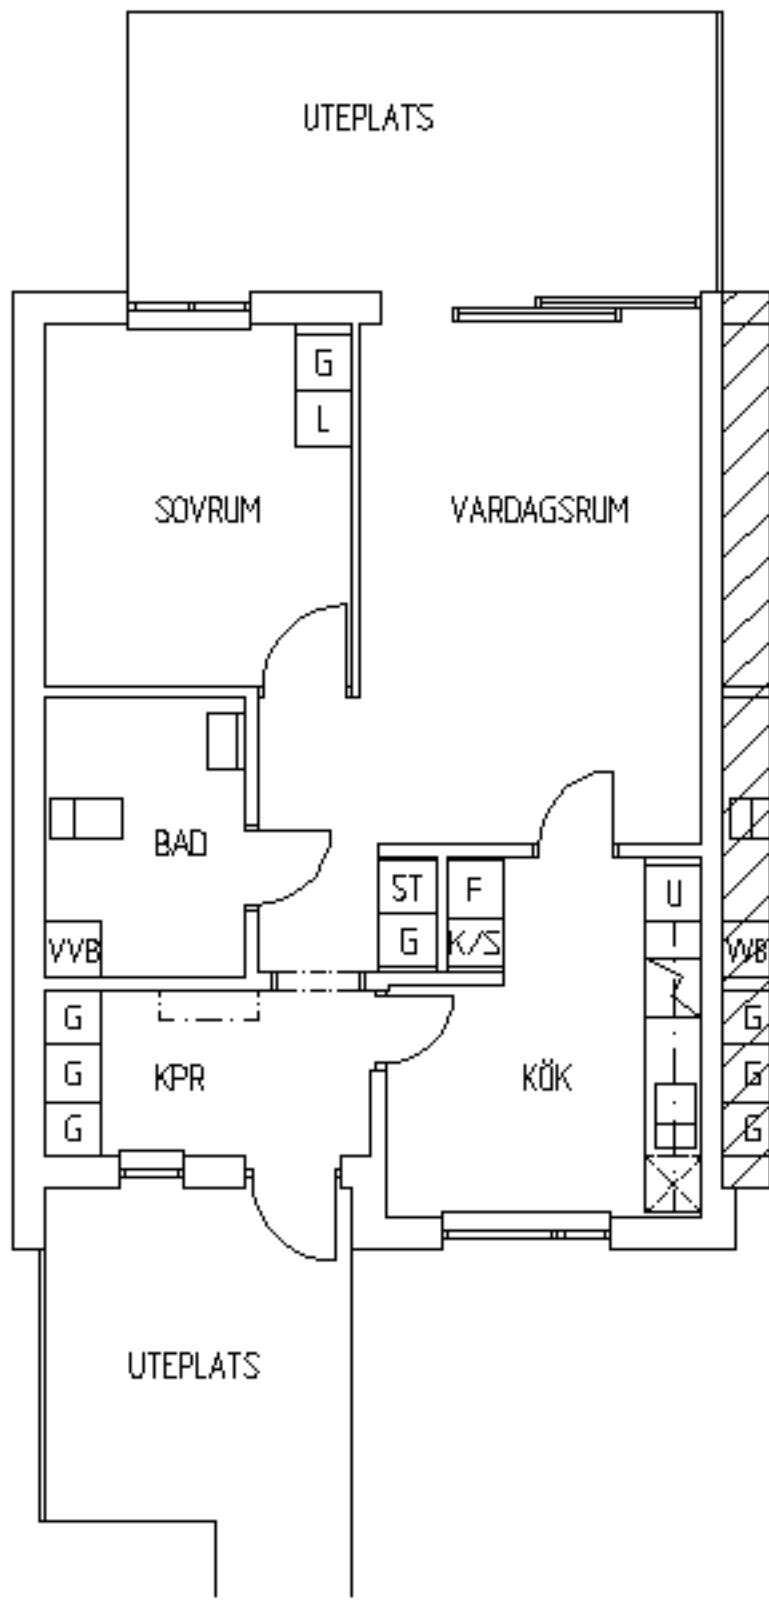 UTEPLATS
G
L
SOVRUM
VARDAGSRUM
BAD
ST
F
U
VVB
G
K/S
VVB
G
G
G
KPR
KÖK
G
G
G
UTEPLATS